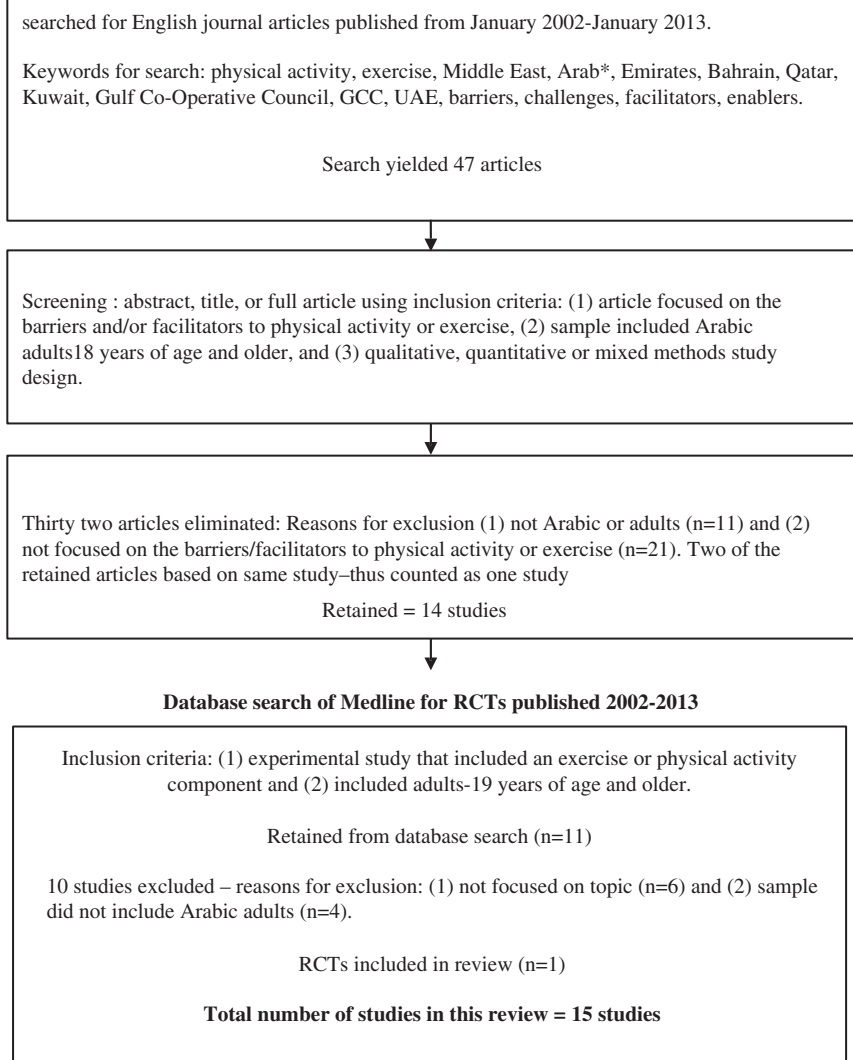 searched for English journal articles published from January 2002-January 2013.
Keywords for search: physical activity, exercise, Middle East, Arab*, Emirates, Bahrain, Qatar,
Kuwait, Gulf Co-Operative Council, GCC, UAE, barriers, challenges, facilitators, enablers.
Search yielded 47 articles
Screening : abstract, title, or full article using inclusion criteria: (1) article focused on the
barriers and/or facilitators to physical activity or exercise, (2) sample included Arabic
adults18 years of age and older, and (3) qualitative, quantitative or mixed methods study
design.
Thirty two articles eliminated: Reasons for exclusion (1) not Arabic or adults (n=11) and (2)
not focused on the barriers/facilitators to physical activity or exercise (n=21). Two of the
retained articles based on same study–thus counted as one study
Retained = 14 studies
Database search of Medline for RCTs published 2002-2013
Inclusion criteria: (1) experimental study that included an exercise or physical activity
component and (2) included adults-19 years of age and older.
Retained from database search (n=11)
10 studies excluded – reasons for exclusion: (1) not focused on topic (n=6) and (2) sample
did not include Arabic adults (n=4).
RCTs included in review (n=1)
Total number of studies in this review = 15 studies